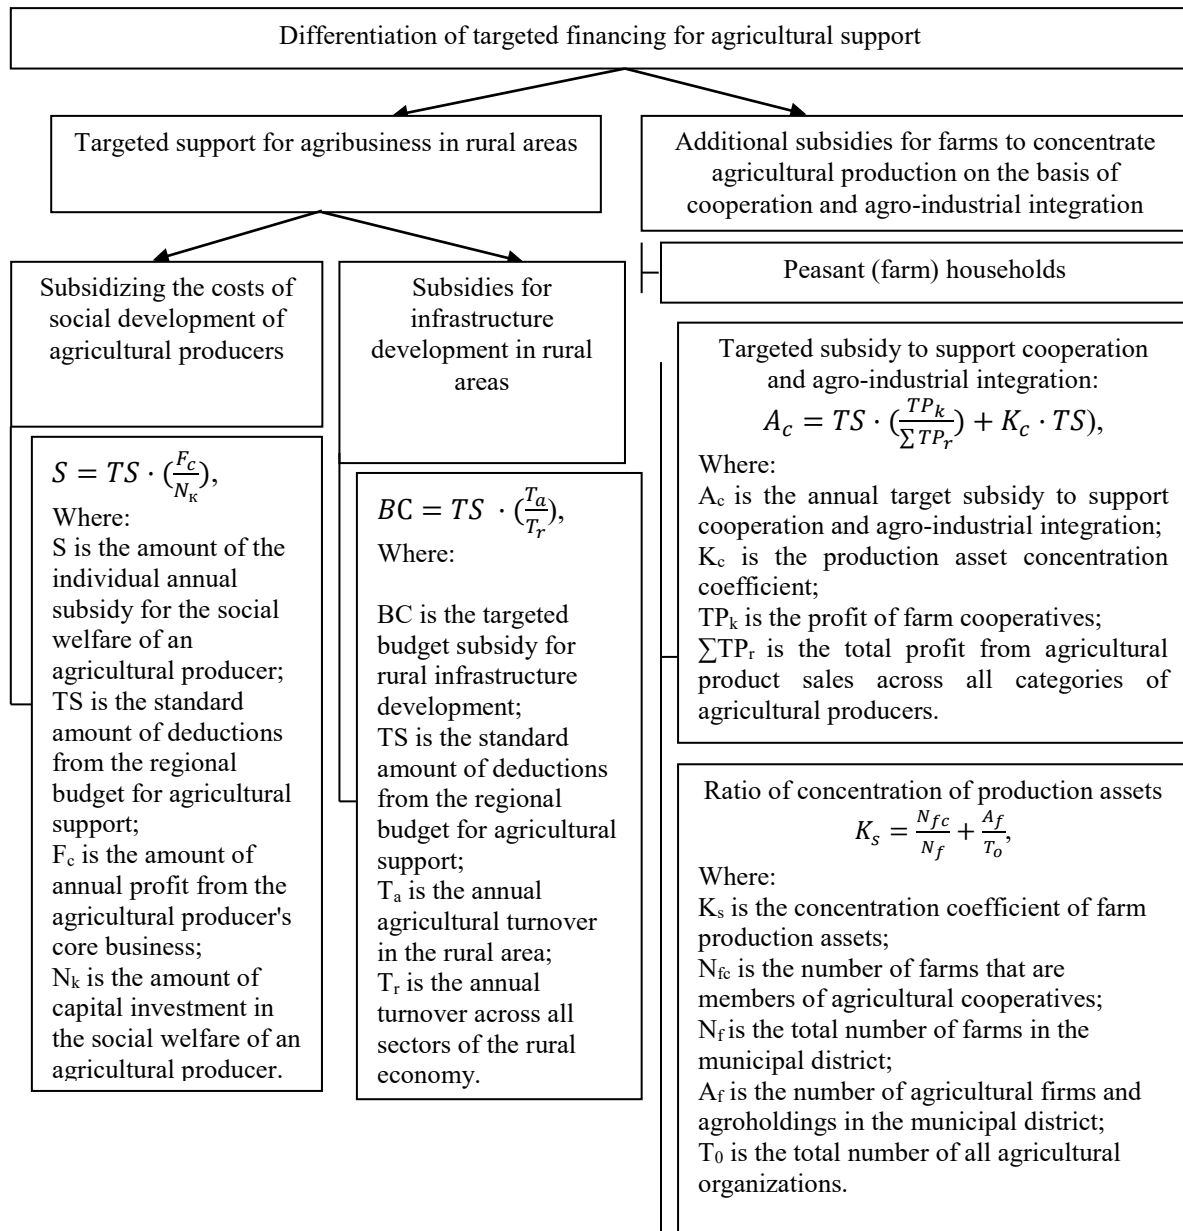 Differentiation of targeted financing for agricultural support
Targeted support for agribusiness in rural areas
Additional subsidies for farms to concentrate
agricultural production on the basis of
cooperation and agro-industrial integration
Subsidizing the costs of
social development of
agricultural producers
Subsidies for
infrastructure
development in rural
areas
Peasant (farm) households
S = TS · (F_c/N_к),
Where:
S is the amount of the
individual annual
subsidy for the social
welfare of an
agricultural producer;
TS is the standard
amount of deductions
from the regional
budget for agricultural
support;
F_c is the amount of
annual profit from the
agricultural producer's
core business;
N_k is the amount of
capital investment in
the social welfare of an
agricultural producer.
BC = TS · (T_a/T_r),
Where:
BC is the targeted
budget subsidy for
rural infrastructure
development;
TS is the standard
amount of deductions
from the regional
budget for agricultural
support;
T_a is the annual
agricultural turnover
in the rural area;
T_r is the annual
turnover across all
sectors of the rural
economy.
Targeted subsidy to support cooperation
and agro-industrial integration:
A_c = TS · (TP_k/∑ TP_r) + K_c · TS),
Where:
A_c is the annual target subsidy to support
cooperation and agro-industrial integration;
K_c is the production asset concentration
coefficient;
TP_k is the profit of farm cooperatives;
∑TP_r is the total profit from agricultural
product sales across all categories of
agricultural producers.
Ratio of concentration of production assets
K_s = N_fc/N_f + A_f/T_o,
Where:
K_s is the concentration coefficient of farm
production assets;
N_fc is the number of farms that are
members of agricultural cooperatives;
N_f is the total number of farms in the
municipal district;
A_f is the number of agricultural firms and
agroholdings in the municipal district;
T_0 is the total number of all agricultural
organizations.